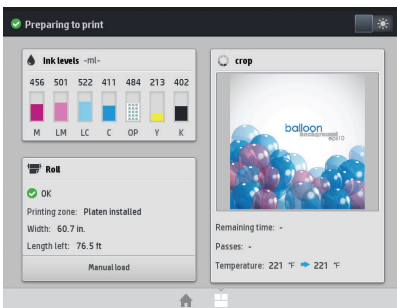 Preparing to print
Ink levels -ml-
456 501 522 411 484 213 402
M LM LC C OP Y K
Roll
OK
Printing zone: Platen installed
Width: 60.7 in.
Length left: 76.5 ft
Manual load
crop
balloon
background
eps10
Remaining time: -
Passes: -
Temperature: 221 °F ➡ 221 °F